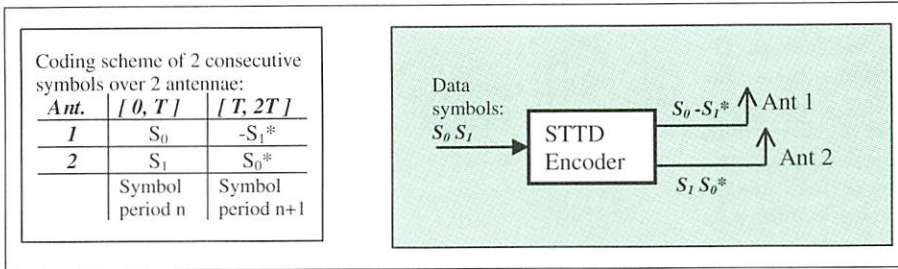 Coding scheme of 2 consecutive
symbols over 2 antennae:
Ant. [ 0, T ] [ T, 2T ]
1 S₀ -S₁*
2 S₁ S₀*
Symbol Symbol
period n period n+1
Data
symbols:
S₀ S₁
STTD
Encoder
S₀ -S₁*
Ant 1
Ant 2
S₁ S₀*